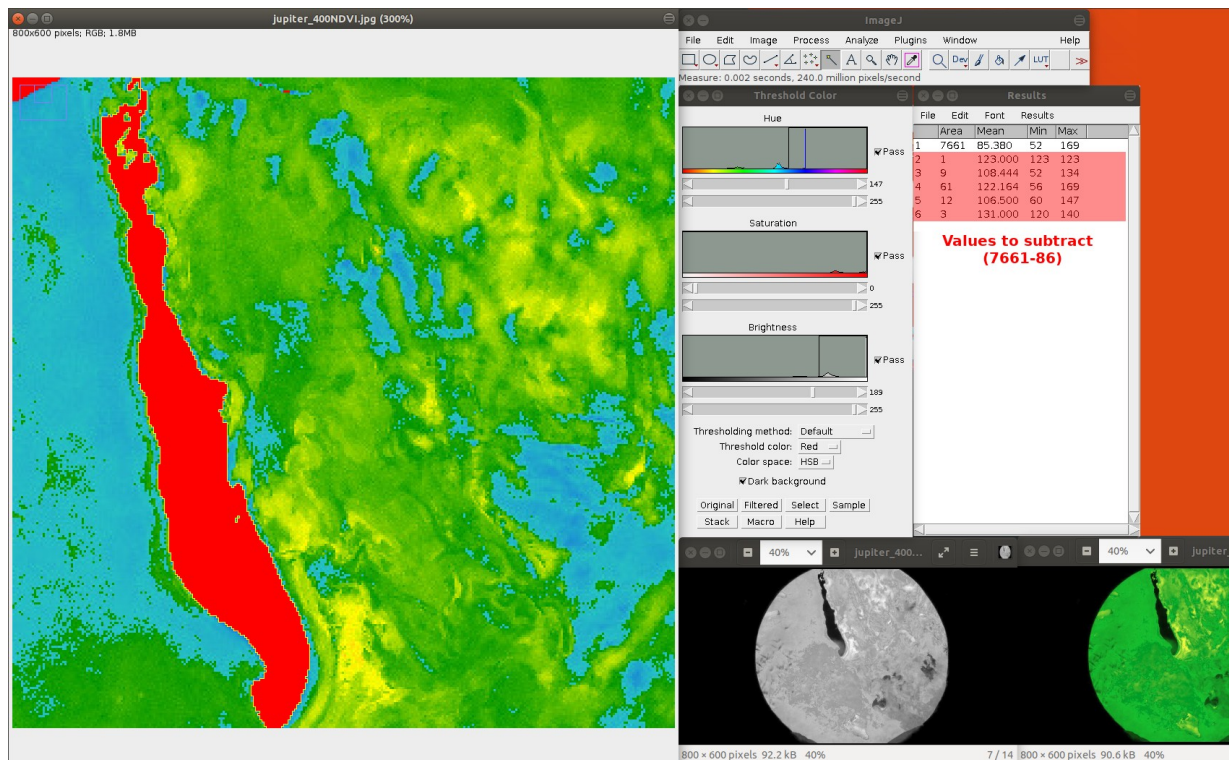 jupiter_400NDVI.jpg (300%)
800x600 pixels; RGB; 1.8MB
ImageJ
File Edit Image Process Analyze Plugins Window Help
A Dev LUT
Measure: 0.002 seconds, 240.0 million pixels/second
Threshold Color
Hue
Pass
147
255
Saturation
Pass
0
255
Brightness
Pass
189
255
Thresholding method: Default
Threshold color: Red
Color space: HSB
Dark background
Original Filtered Select Sample
Stack Macro Help
Results
File Edit Font Results
Area Mean Min Max
1 7661 85.380 52 169
2 1 123.000 123 123
3 9 108.444 52 134
4 61 122.164 56 169
5 12 106.500 60 147
6 3 131.000 120 140
Values to subtract
(7661-86)
40% jupiter_400...
800 × 600 pixels 92.2 kB 40% 7 / 14
40% jupiter_
800 × 600 pixels 90.6 kB 40%